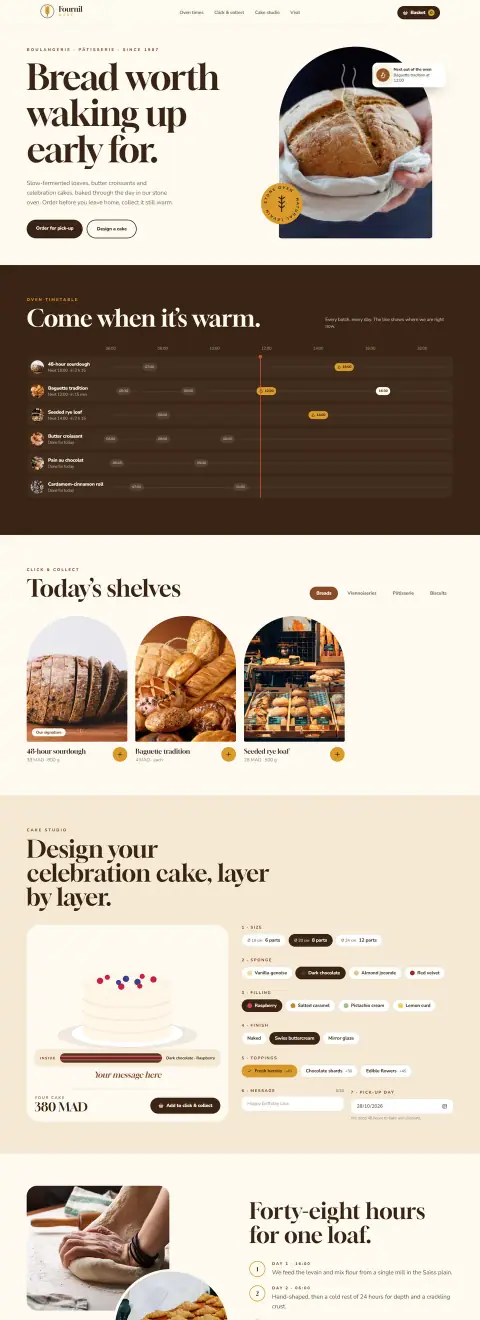 Fournil
Oven times
Click & collect
Cake studio
Visit
Basket
BOULANGERIE · PÂTISSERIE · SINCE 1987
Bread worth
waking up
early for.
Next out of the oven
Baguette tradition at
12:00
Slow-fermented loaves, butter croissants and
celebration cakes, baked through the day in our stone
oven. Order before you leave home, collect it still warm.
Order for pick-up
Design a cake
OVEN TIMETABLE
Come when it's warm.
Every batch, every day. The line shows where we are right
now.
48-hour sourdough
Baguette tradition
Seeded rye loaf
Butter croissant
Pain au chocolat
Cardamom-cinnamon roll
CLICK & COLLECT
Today's shelves
Breads
Viennoiseries
Pâtisserie
Biscuits
Our signature
48-hour sourdough
Baguette tradition
Seeded rye loaf
CAKE STUDIO
Design your
celebration cake, layer
by layer.
1 · SIZE
6 parts
8 parts
12 parts
2 · SPONGE
Vanilla genoise
Dark chocolate
Almond joconde
Red velvet
3 · FILLING
Raspberry
Salted caramel
Pistachio cream
Lemon curd
4 · FINISH
Naked
Swiss buttercream
Mirror glaze
5 · TOPPINGS
Fresh berries
Chocolate shards
Edible flowers
INSIDE
Dark chocolate · Raspberry
Your message here
6 · MESSAGE
7 · PICK-UP DAY
28/10/2026
YOUR CAKE
380 MAD
Add to click & collect
Forty-eight hours
for one loaf.
1
DAY 1 · 16:00
We feed the levain and mix flour from a single mill in the Saïss plain.
2
DAY 2 · 06:00
Hand-shaped, then a cold rest of 24 hours for depth and a crackling
crust.